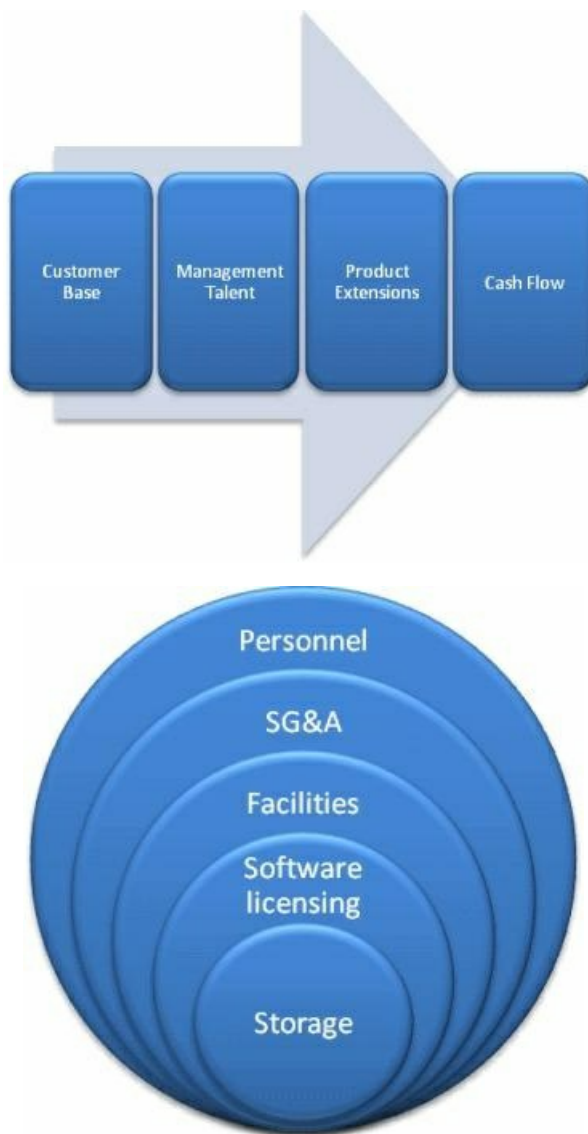 Customer
Base
Management
Talent
Product
Extensions
Cash Flow
Personnel
SG&A
Facilities
Software
licensing
Storage